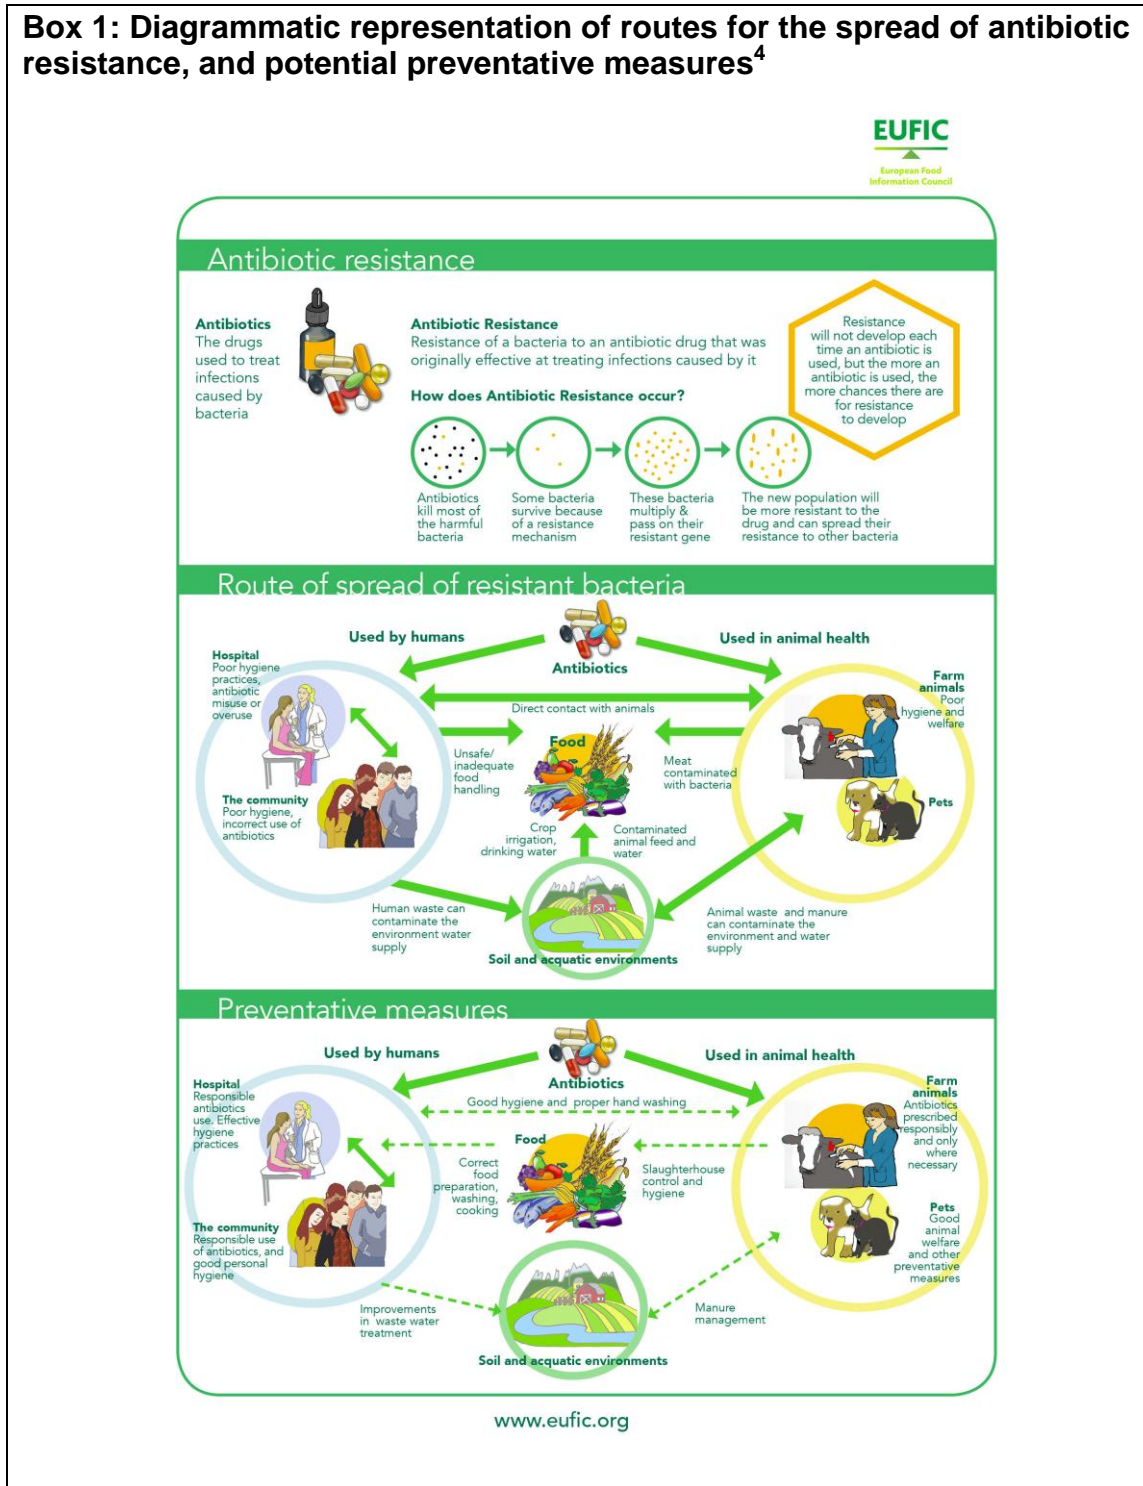 Box 1: Diagrammatic representation of routes for the spread of antibiotic
resistance, and potential preventative measures4
EUFIC
European Food
Information Council
Antibiotic resistance
Antibiotics
The drugs
used to treat
infections
caused by
bacteria
Antibiotic Resistance
Resistance of a bacteria to an antibiotic drug that was
originally effective at treating infections caused by it
How does Antibiotic Resistance occur?
Resistance
will not develop each
time an antibiotic is
used, but the more an
antibiotic is used, the
more chances there are
for resistance
to develop
Antibiotics
kill most of
the harmful
bacteria
Some bacteria
survive because
of a resistance
mechanism
These bacteria
multiply &
pass on their
resistant gene
The new population will
be more resistant to the
drug and can spread their
resistance to other bacteria
Route of spread of resistant bacteria
Used by humans
Antibiotics
Used in animal health
Hospital
Poor hygiene
practices,
antibiotic
misuse or
overuse
The community
Poor hygiene,
incorrect use of
antibiotics
Direct contact with animals
Unsafe/
inadequate
food
handling
Food
Meat
contaminated
with bacteria
Farm
animals
Poor
hygiene and
welfare
Pets
Crop
irrigation,
drinking water
Contaminated
animal feed and
water
Human waste can
contaminate the
environment water
supply
Animal waste and manure
can contaminate the
environment and water
supply
Soil and acquatic environments
Preventative measures
Used by humans
Antibiotics
Used in animal health
Hospital
Responsible
antibiotics
use. Effective
hygiene
practices
The community
Responsible use
of antibiotics, and
good personal
hygiene
Good hygiene and proper hand washing
Food
Correct
food
preparation,
washing,
cooking
Slaughterhouse
control and
hygiene
Farm
animals
Antibiotics
prescribed
responsibly
and only
where
necessary
Pets
Good
animal
welfare
and other
preventative
measures
Improvements
in waste water
treatment
Manure
management
Soil and acquatic environments
www.eufic.org